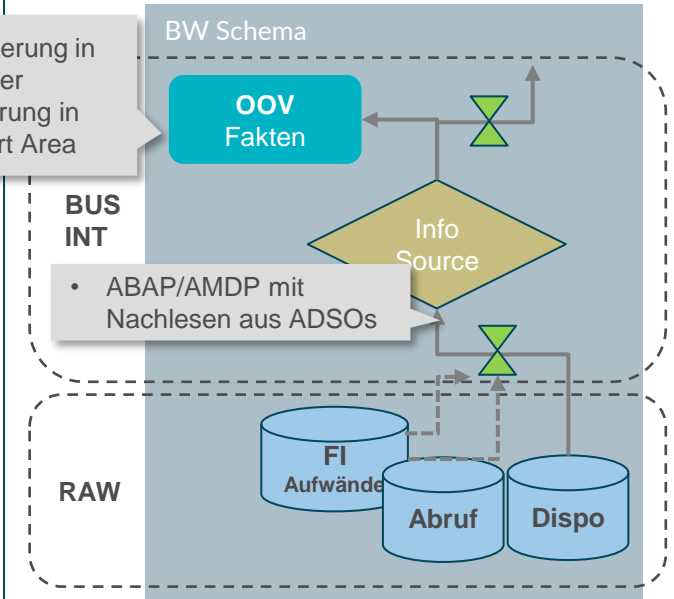 BW Schema
erung in
er
rung in
rt Area
OOV
Fakten
BUS
INT
Info
Source
• ABAP/AMDP mit
Nachlesen aus ADSOs
RAW
FI
Aufwände
Abruf
Dispo